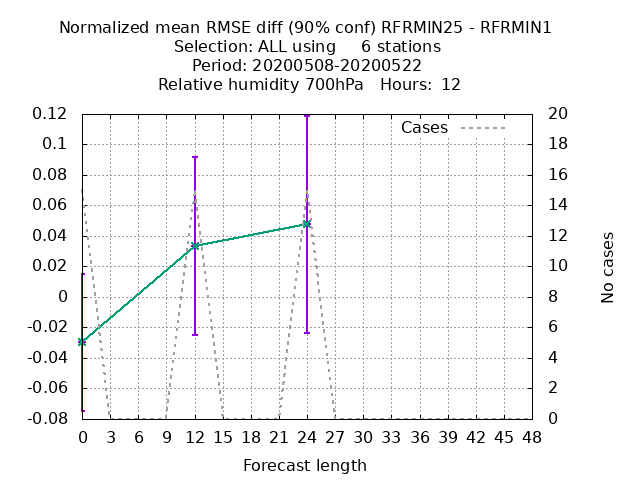 Normalized mean RMSE diff (90% conf) RFRMIN25 - RFRMIN1
Selection: ALL using 6 stations
Period: 20200508-20200522
Relative humidity 700hPa Hours: 12
Cases
0.12
0.1
0.08
0.06
0.04
0.02
0
-0.02
-0.04
-0.06
-0.08
20
18
16
14
12
10
8
6
4
2
0
No cases
0 3 6 9 12 15 18 21 24 27 30 33 36 39 42 45 48
Forecast length